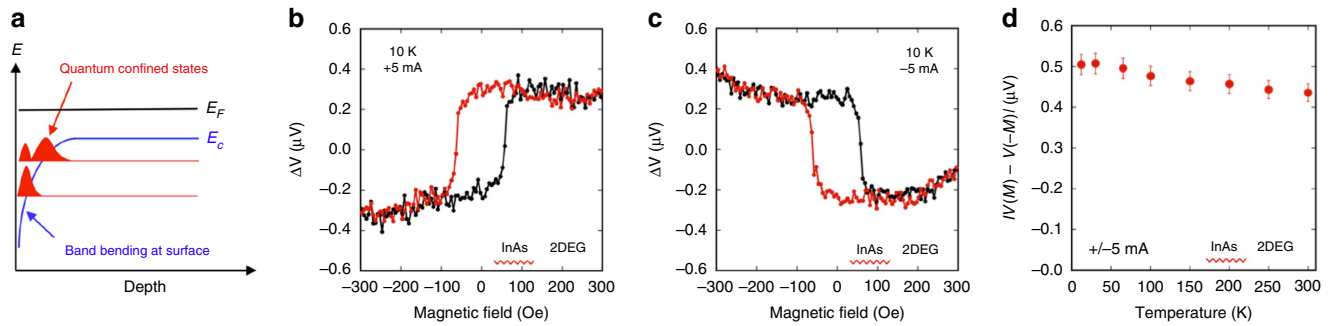 a
E
Quantum confined states
E_F
E_c
Band bending at surface
Depth
b
ΔV (μV)
0.6
0.4
0.2
0.0
−0.2
−0.4
−0.6
10 K
+5 mA
InAs 2DEG
−300 −200 −100 0 100 200 300
Magnetic field (Oe)
c
ΔV (μV)
0.6
0.4
0.2
0.0
−0.2
−0.4
0.6
10 K
−5 mA
InAs 2DEG
−300 −200 −100 0 100 200 300
Magnetic field (Oe)
d
IV(M) − V(−M)/ (μV)
0.6
0.5
0.4
0.3
−0.2
−0.1
−0.0
+/−5 mA
InAs 2DEG
0 50 100 150 200 250 300
Temperature (K)